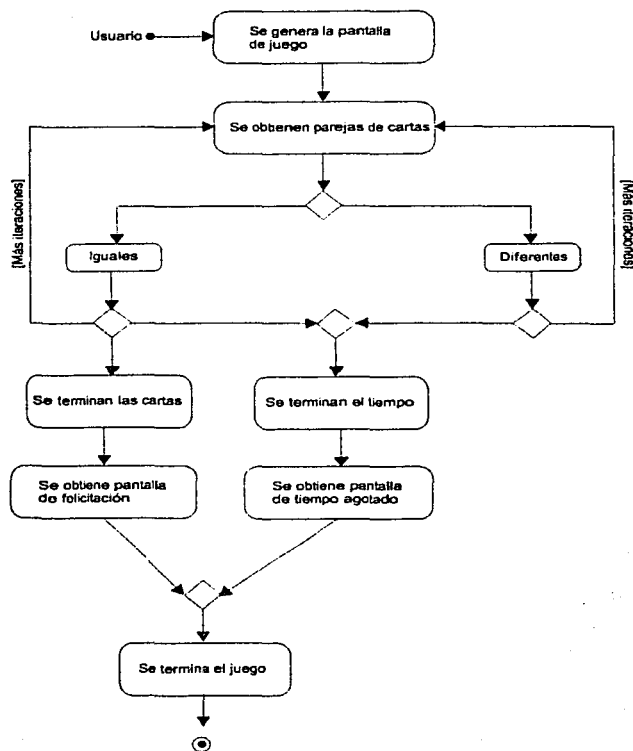 Usuario
Se genera la pantalla
de juego
Se obtienen parejas de cartas
[Más iteraciones]
[Más iteraciones]
Iguales
Diferentes
Se terminan las cartas
Se terminan el tiempo
Se obtiene pantalla
de felicitación
Se obtiene pantalla
de tiempo agotado
Se termina el juego